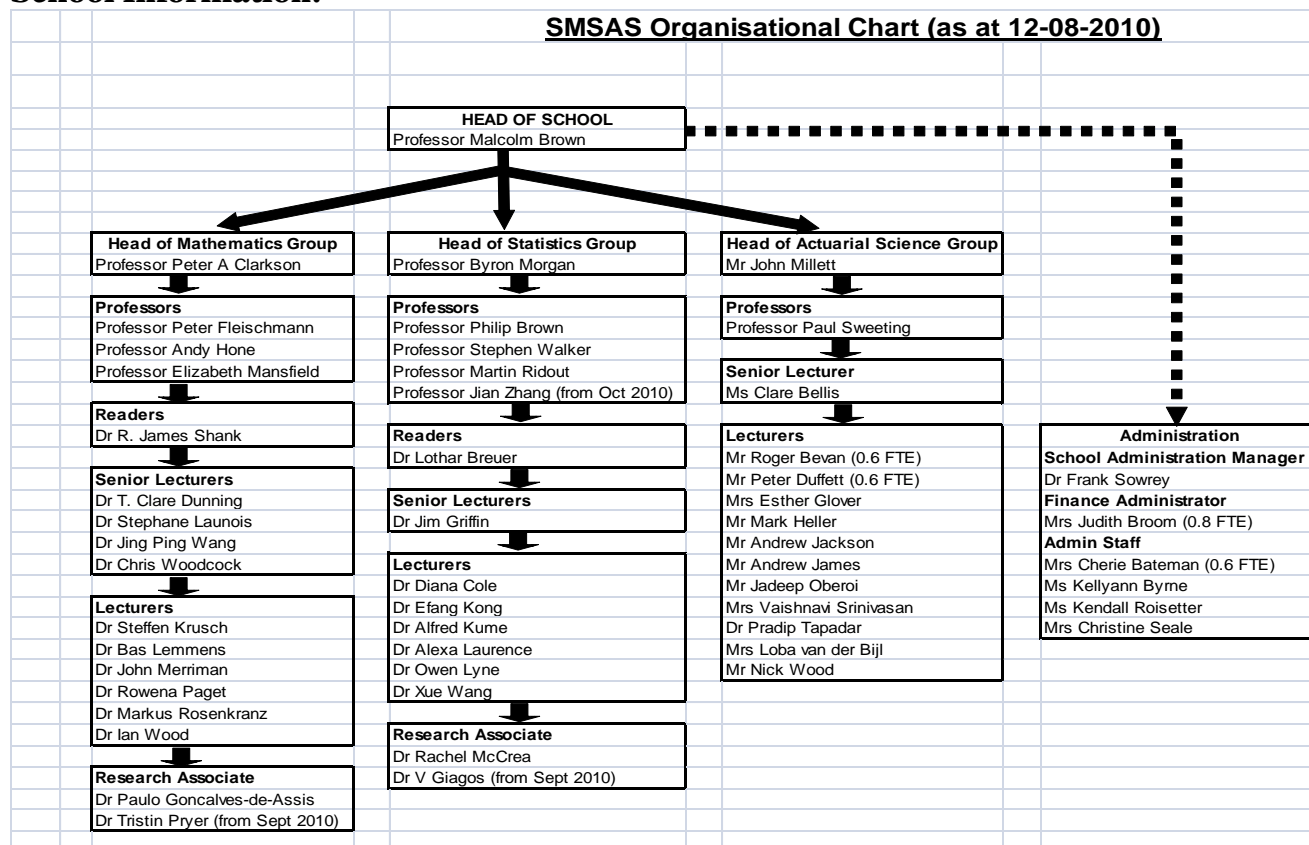 School Information:
SMSAS Organisational Chart (as at 12-08-2010)
HEAD OF SCHOOL
Professor Malcolm Brown
Head of Mathematics Group
Professor Peter A Clarkson
Professors
Professor Peter Fleischmann
Professor Andy Hone
Professor Elizabeth Mansfield
Readers
Dr R. James Shank
Senior Lecturers
Dr T. Clare Dunning
Dr Stephane Launois
Dr Jing Ping Wang
Dr Chris Woodcock
Lecturers
Dr Steffen Krusch
Dr Bas Lemmens
Dr John Merriman
Dr Rowena Paget
Dr Markus Rosenkranz
Dr Ian Wood
Research Associate
Dr Paulo Goncalves-de-Assis
Dr Tristin Pryer (from Sept 2010)
Head of Statistics Group
Professor Byron Morgan
Professors
Professor Philip Brown
Professor Stephen Walker
Professor Martin Ridout
Professor Jian Zhang (from Oct 2010)
Readers
Dr Lothar Breuer
Senior Lecturers
Dr Jim Griffin
Lecturers
Dr Diana Cole
Dr Efang Kong
Dr Alfred Kume
Dr Alexa Laurence
Dr Owen Lyne
Dr Xue Wang
Research Associate
Dr Rachel McCrea
Dr V Giagos (from Sept 2010)
Head of Actuarial Science Group
Mr John Millett
Professors
Professor Paul Sweeting
Senior Lecturer
Ms Clare Bellis
Lecturers
Mr Roger Bevan (0.6 FTE)
Mr Peter Duffett (0.6 FTE)
Mrs Esther Glover
Mr Mark Heller
Mr Andrew Jackson
Mr Andrew James
Mr Jadeep Oberoi
Mrs Vaishnavi Srinivasan
Dr Pradip Tapadar
Mrs Loba van der Bijl
Mr Nick Wood
Administration
School Administration Manager
Dr Frank Sowrey
Finance Administrator
Mrs Judith Broom (0.8 FTE)
Admin Staff
Mrs Cherie Bateman (0.6 FTE)
Ms Kellyann Byrne
Ms Kendall Roisetter
Mrs Christine Seale